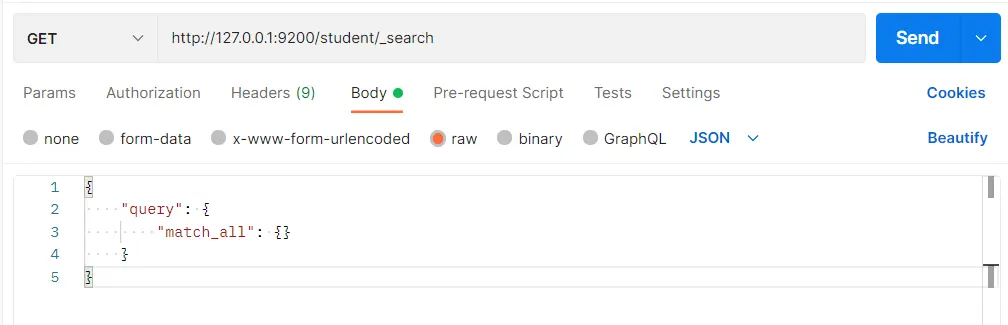 GET http://127.0.0.1:9200/student/_search Send
Params Authorization Headers (9) Body Pre-request Script Tests Settings Cookies
none form-data x-www-form-urlencoded raw binary GraphQL JSON Beautify
1 {
2 "query": {
3 "match_all": {}
4 }
5 }